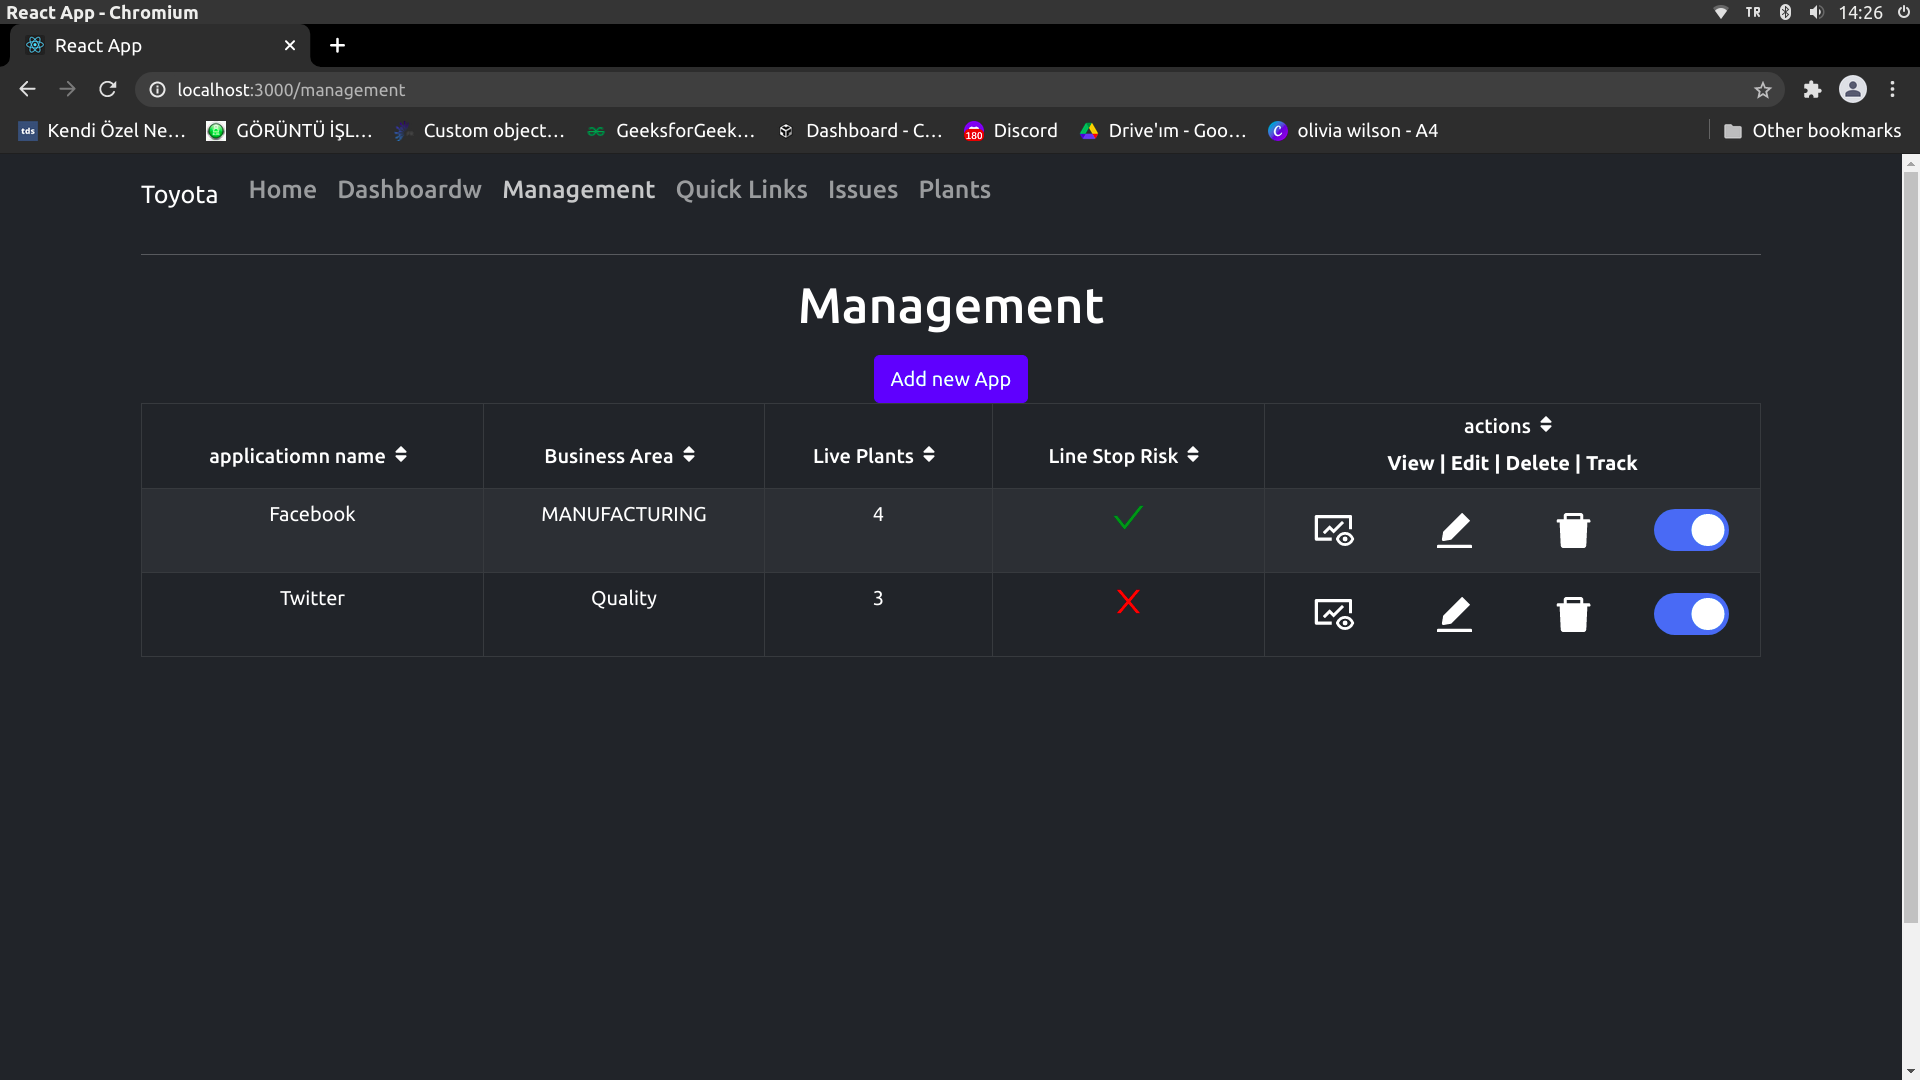 React App - Chromium
TR 14:26
React App
localhost:3000/management
tds Kendi Özel Ne... GÖRÜNTÜ İŞL... Custom object... GeeksforGeek... Dashboard - C... 180 Discord Drive'ım - Goo... C olivia wilson - A4 Other bookmarks
Toyota Home Dashboardw Management Quick Links Issues Plants
Management
Add new App
applicatiomn name Business Area Live Plants Line Stop Risk actions
View | Edit | Delete | Track
Facebook MANUFACTURING 4
Twitter Quality 3